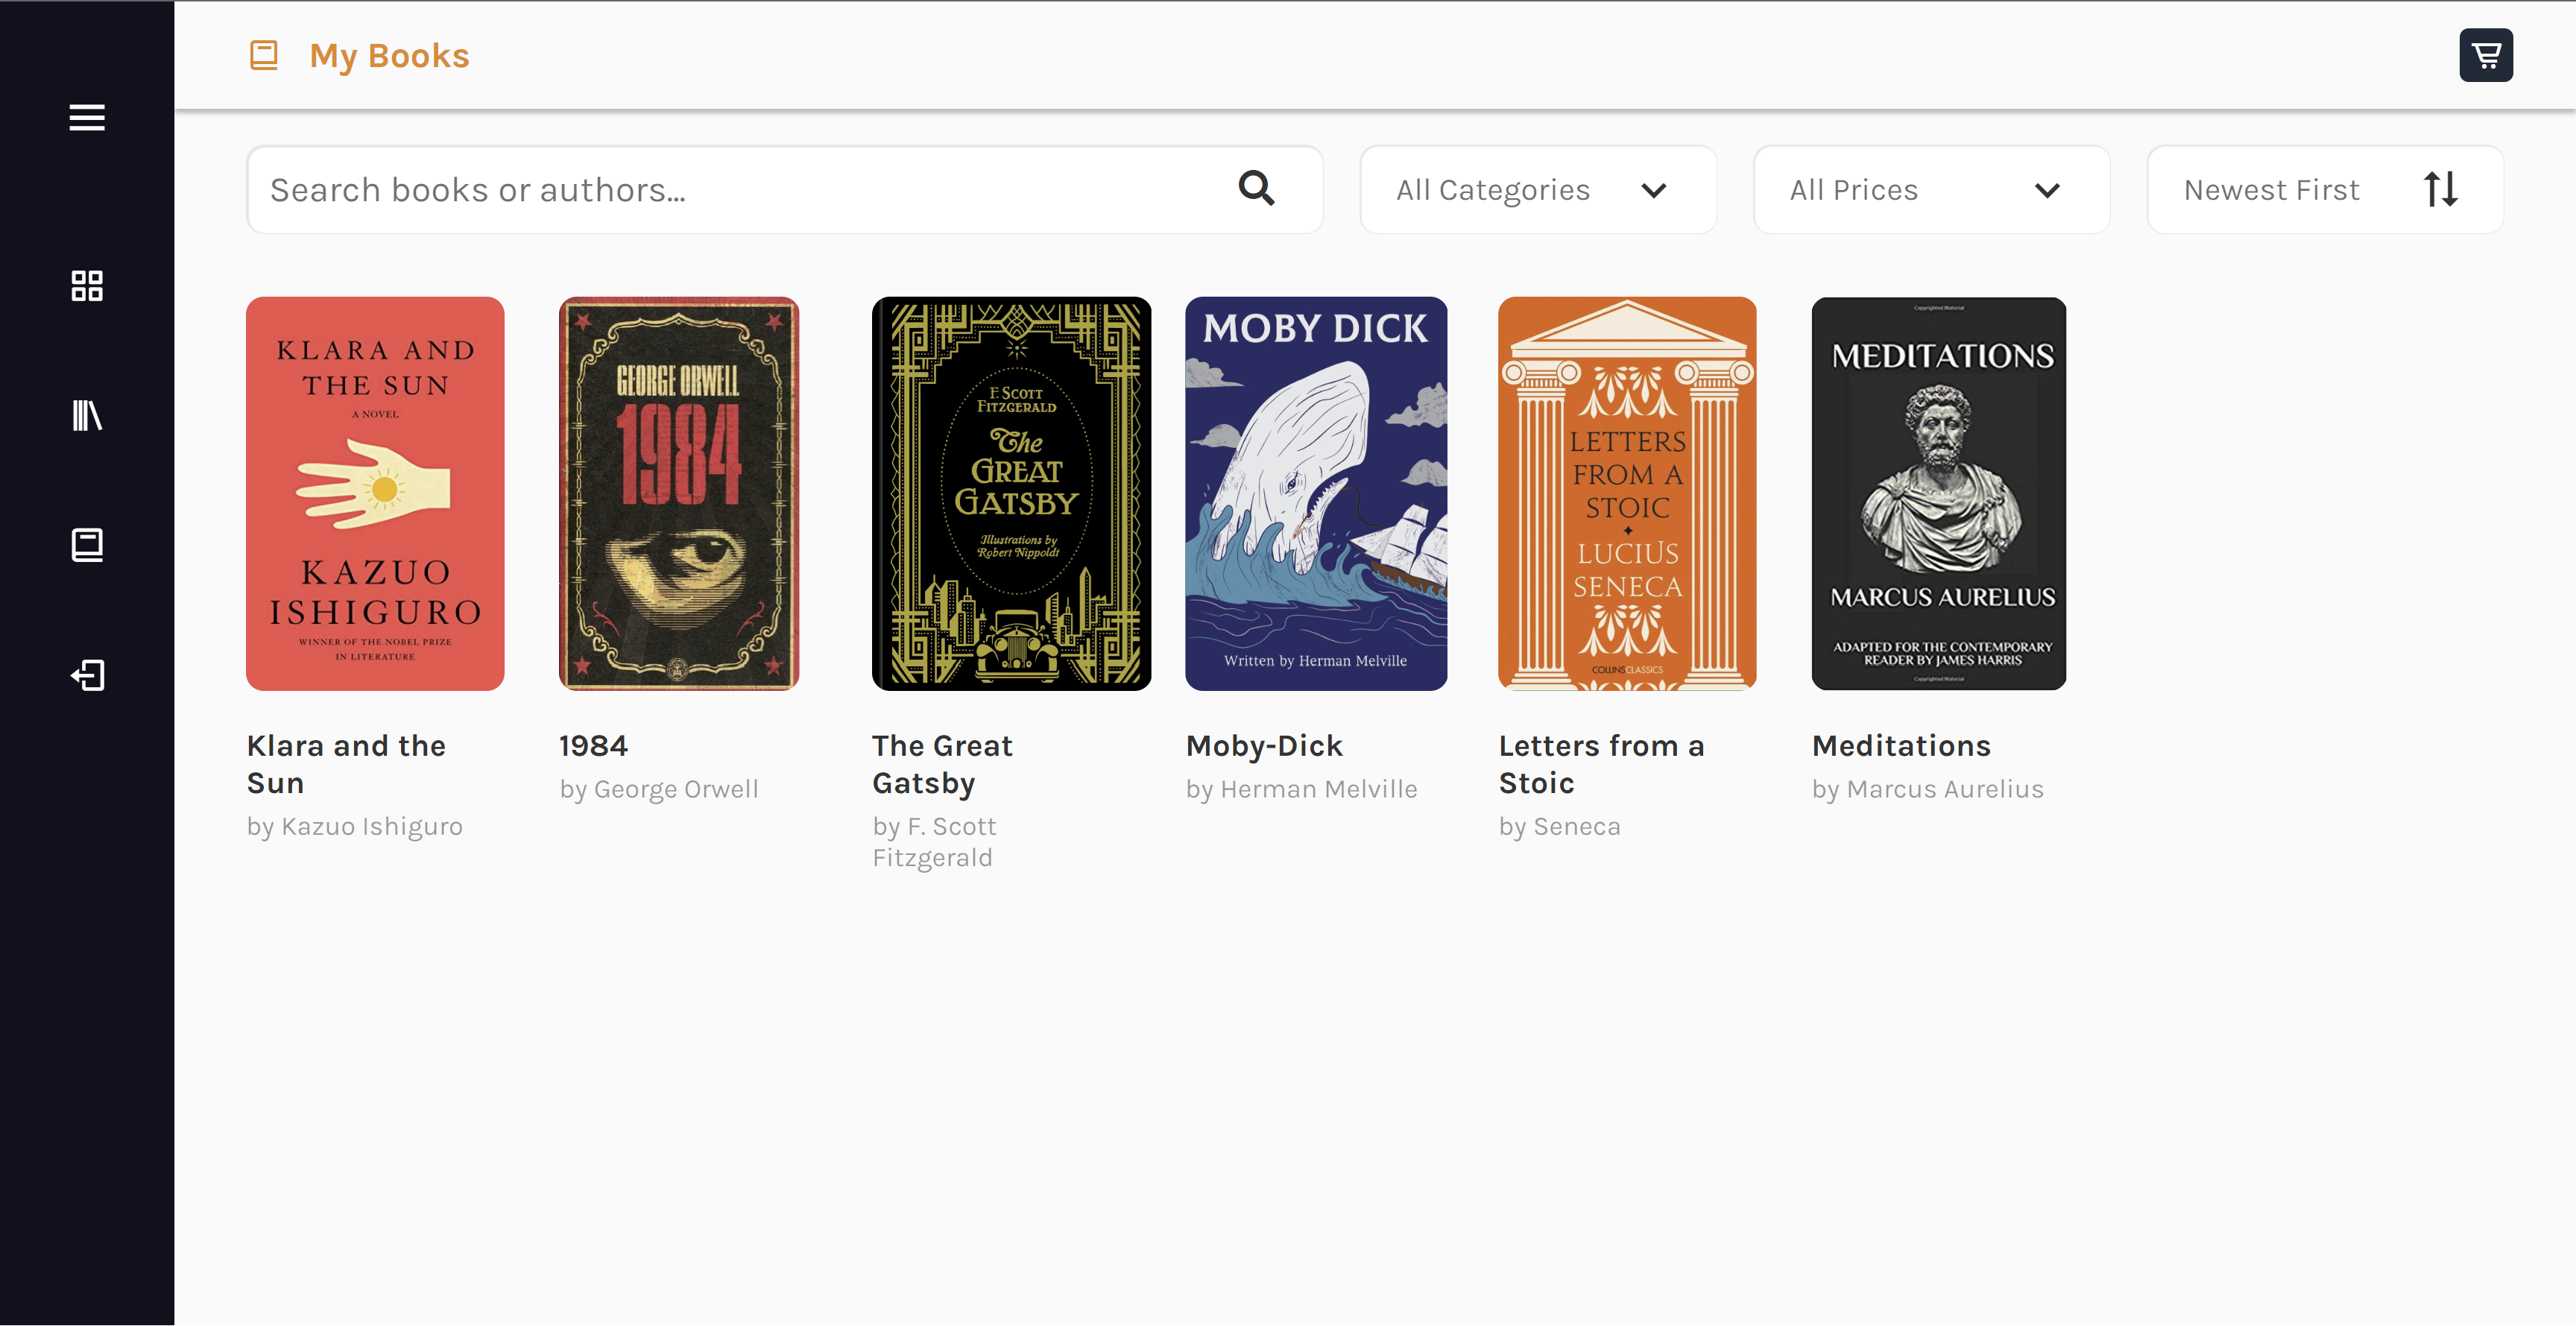 My Books
Search books or authors...
All Categories
All Prices
Newest First
KLARA AND
THE SUN
A NOVEL
KAZUO
ISHIGURO
WINNER OF THE NOBEL PRIZE
IN LITERATURE
GEORGE ORWELL
1984
F. SCOTT
FITZGERALD
The
GREAT
GATSBY
Illustrations by
Robert Nippoldt
MOBY DICK
Written by Herman Melville
LETTERS
FROM A
STOIC
LUCIUS
SENECA
COLLINS CLASSICS
Copyrighted Material
MEDITATIONS
MARCUS AURELIUS
ADAPTED FOR THE CONTEMPORARY
READER BY JAMES HARRIS
Copyrighted Material
Klara and the
Sun
by Kazuo Ishiguro
1984
by George Orwell
The Great
Gatsby
by F. Scott
Fitzgerald
Moby-Dick
by Herman Melville
Letters from a
Stoic
by Seneca
Meditations
by Marcus Aurelius